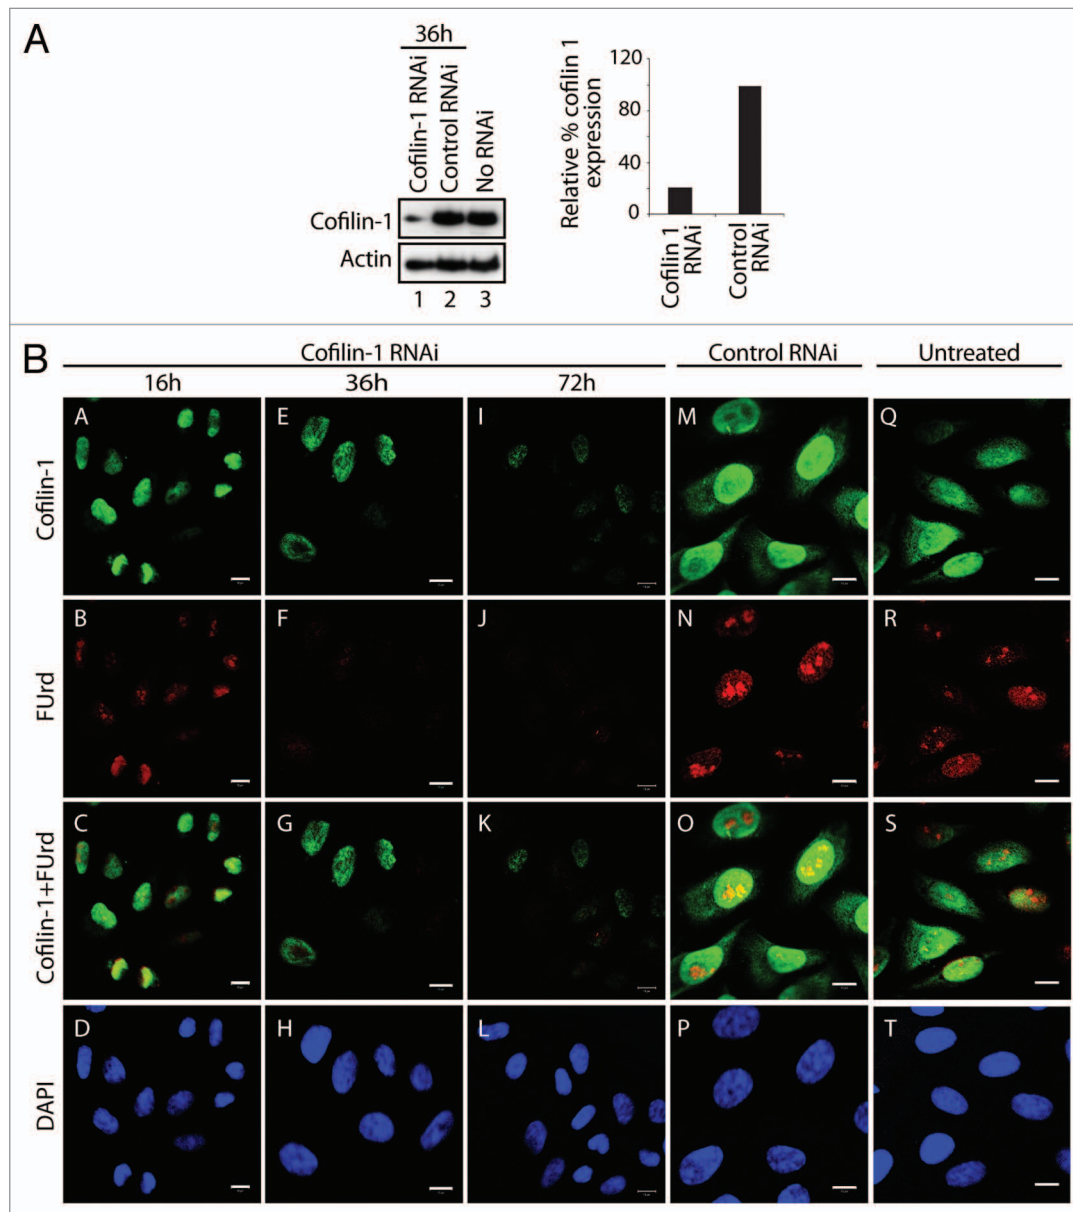 A
36h
Cofilin-1 RNAi
Control RNAi
No RNAi
Cofilin-1
Actin
1 2 3
Relative % cofilin 1
expression
120
80
40
0
Cofilin 1
RNAi
Control
RNAi
B
Cofilin-1 RNAi Control RNAi Untreated
16h 36h 72h
Cofilin-1
A E I M Q
FUrd
B F J N R
Cofilin-1+FUrd
C G K O S
DAPI
D H L P T